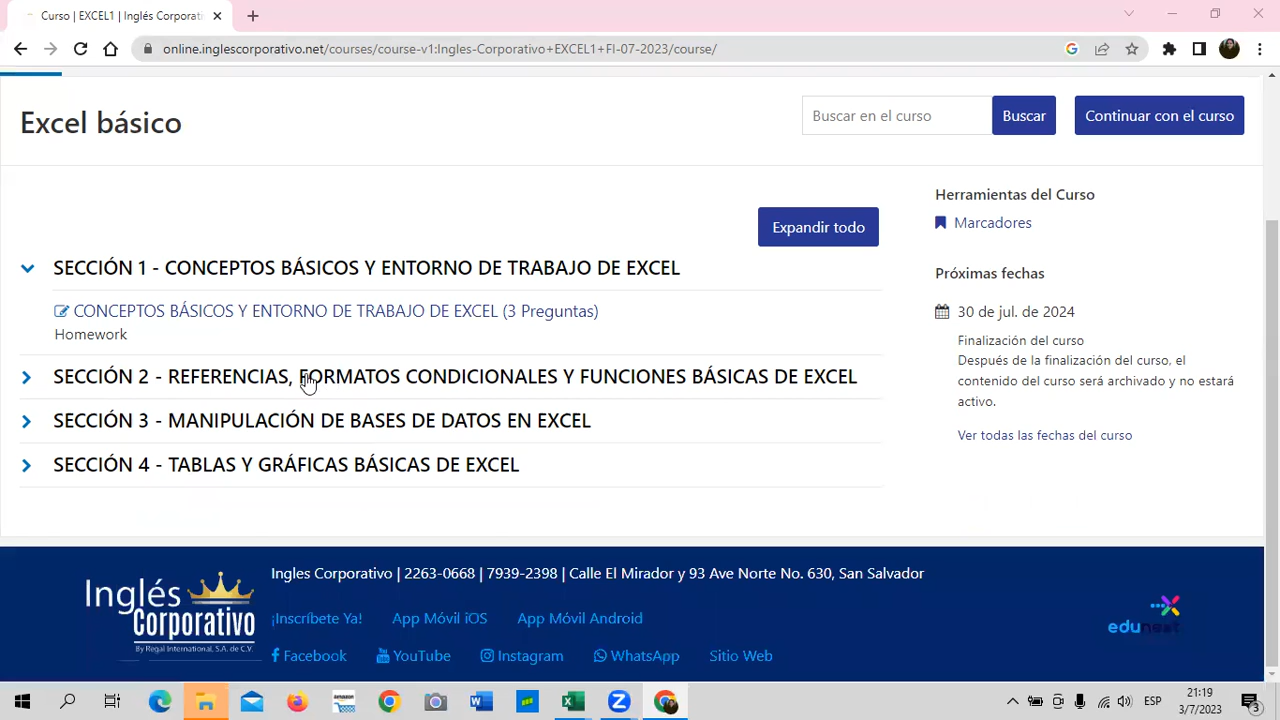 Curso | EXCEL1 | Inglés Corporati
online.inglescorporativo.net/courses/course-v1:Ingles-Corporativo+EXCEL1+FI-07-2023/course/
Excel básico
Buscar en el curso
Buscar
Continuar con el curso
Expandir todo
SECCIÓN 1 - CONCEPTOS BÁSICOS Y ENTORNO DE TRABAJO DE EXCEL
CONCEPTOS BÁSICOS Y ENTORNO DE TRABAJO DE EXCEL (3 Preguntas)
Homework
SECCIÓN 2 - REFERENCIAS, FORMATOS CONDICIONALES Y FUNCIONES BÁSICAS DE EXCEL
SECCIÓN 3 - MANIPULACIÓN DE BASES DE DATOS EN EXCEL
SECCIÓN 4 - TABLAS Y GRÁFICAS BÁSICAS DE EXCEL
Herramientas del Curso
Marcadores
Próximas fechas
30 de jul. de 2024
Finalización del curso
Después de la finalización del curso, el
contenido del curso será archivado y no estará
activo.
Ver todas las fechas del curso
Inglés
Corporativo
By Regal International, S.A. de C.V.
Ingles Corporativo | 2263-0668 | 7939-2398 | Calle El Mirador y 93 Ave Norte No. 630, San Salvador
¡Inscríbete Ya! App Móvil iOS App Móvil Android
Facebook YouTube Instagram WhatsApp Sitio Web
edunext
ESP
21:19
3/7/2023
3